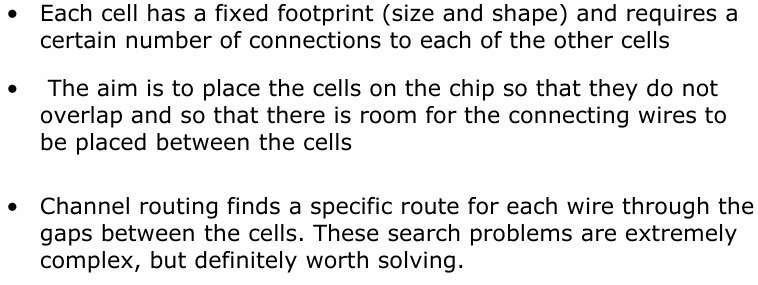 • Each cell has a fixed footprint (size and shape) and requires a
certain number of connections to each of the other cells
• The aim is to place the cells on the chip so that they do not
overlap and so that there is room for the connecting wires to
be placed between the cells
• Channel routing finds a specific route for each wire through the
gaps between the cells. These search problems are extremely
complex, but definitely worth solving.